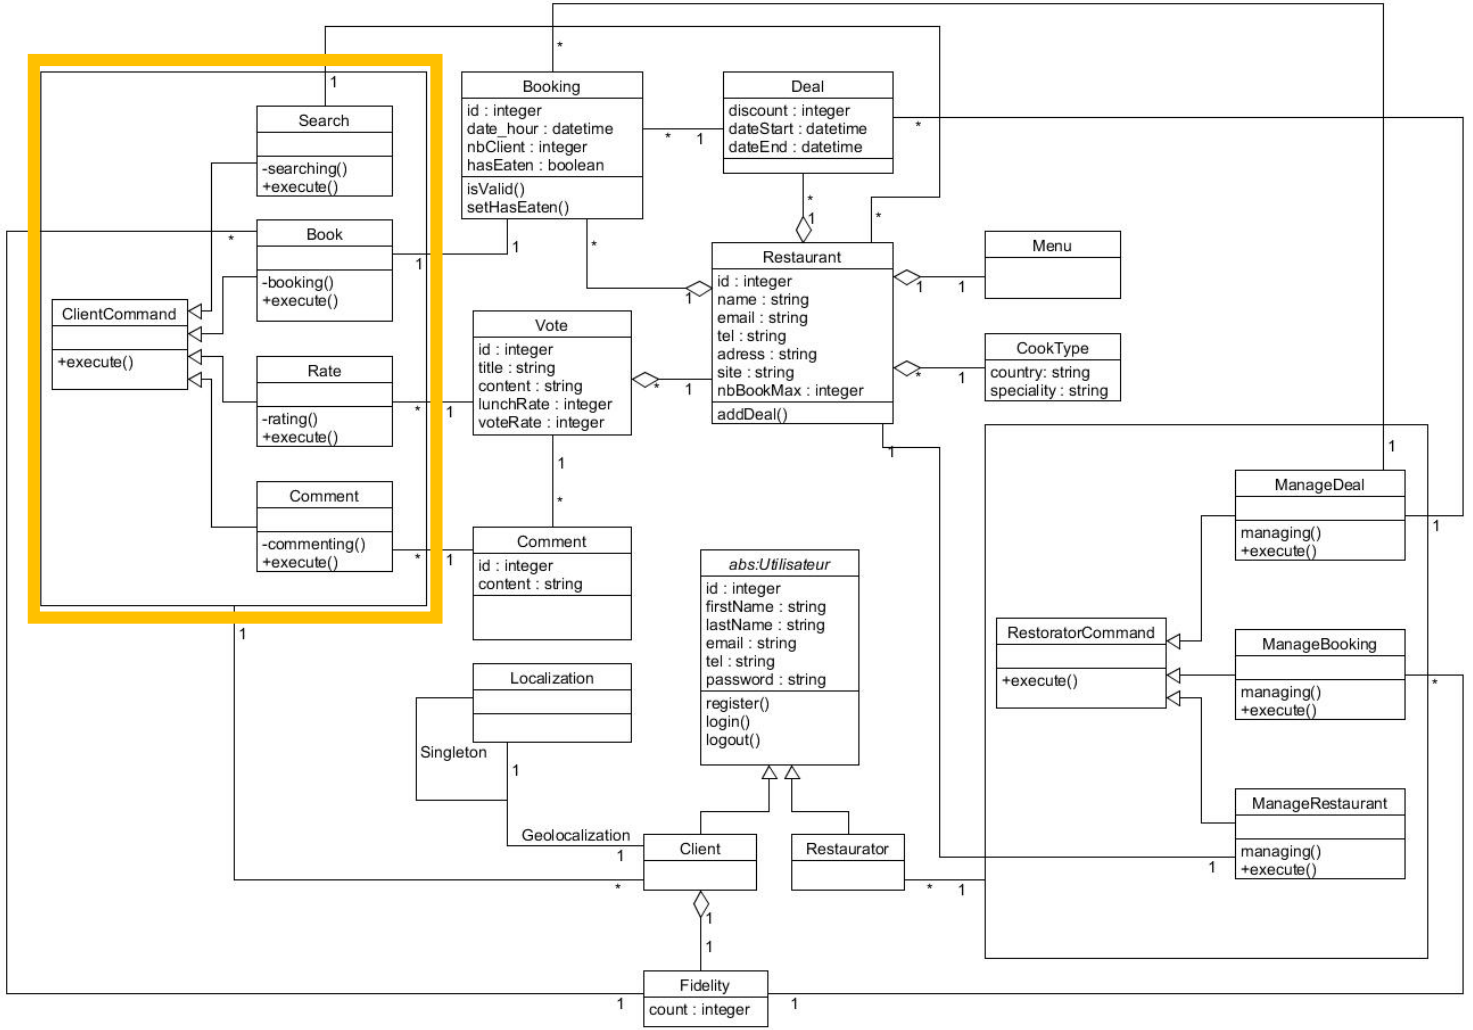 *
1
Search
-searching()
+execute()
*
Book
-booking()
+execute()
1
1
ClientCommand
+execute()
Rate
-rating()
+execute()
*
1
Comment
-commenting()
+execute()
*
1
1
Booking
id : integer
date_hour : datetime
nbClient : integer
hasEaten : boolean
isValid()
setHasEaten()
*
1
Deal
discount : integer
dateStart : datetime
dateEnd : datetime
*
*
1
*
*
1
Restaurant
id : integer
name : string
email : string
tel : string
adress : string
site : string
nbBookMax : integer
addDeal()
1
1
1
Menu
*
1
CookType
country: string
speciality : string
Vote
id : integer
title : string
content : string
lunchRate : integer
voteRate : integer
*
1
1
*
Comment
id : integer
content : string
abs:Utilisateur
id : integer
firstName : string
lastName : string
email : string
tel : string
password : string
register()
login()
logout()
Localization
Singleton
1
Geolocalization
1
*
Client
Restaurator
*
1
1
1
Fidelity
count : integer
1
1
1
ManageDeal
managing()
+execute()
1
RestoratorCommand
+execute()
ManageBooking
managing()
+execute()
*
ManageRestaurant
managing()
+execute()
1